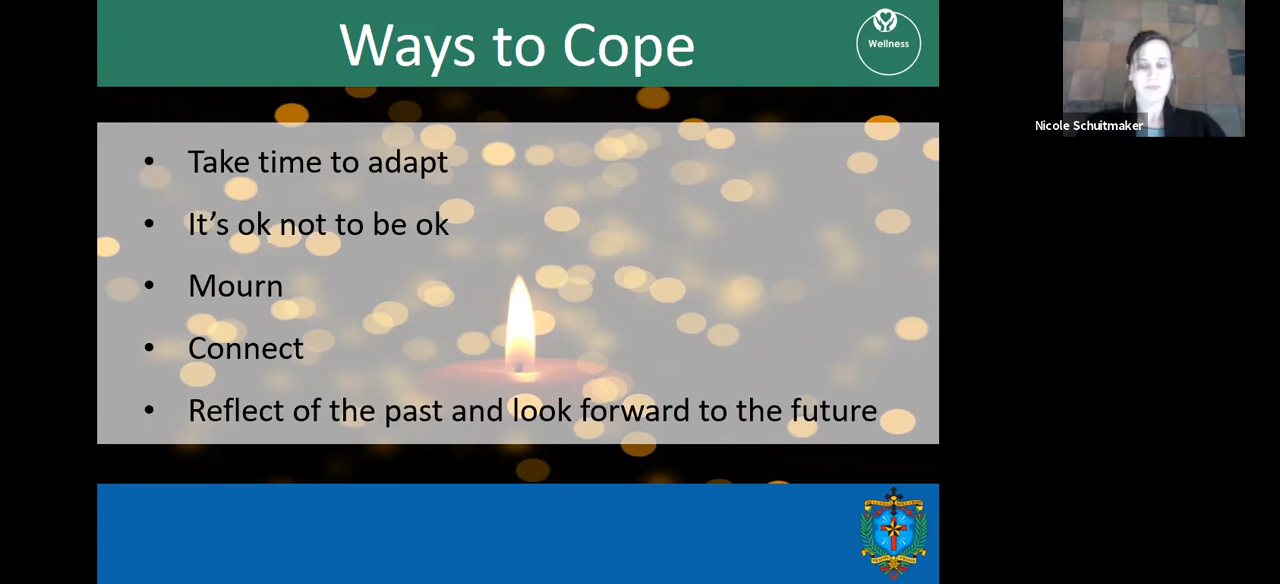 Ways to Cope
Wellness
• Take time to adapt
• It's ok not to be ok
• Mourn
• Connect
• Reflect of the past and look forward to the future
Nicole Schuitmaker